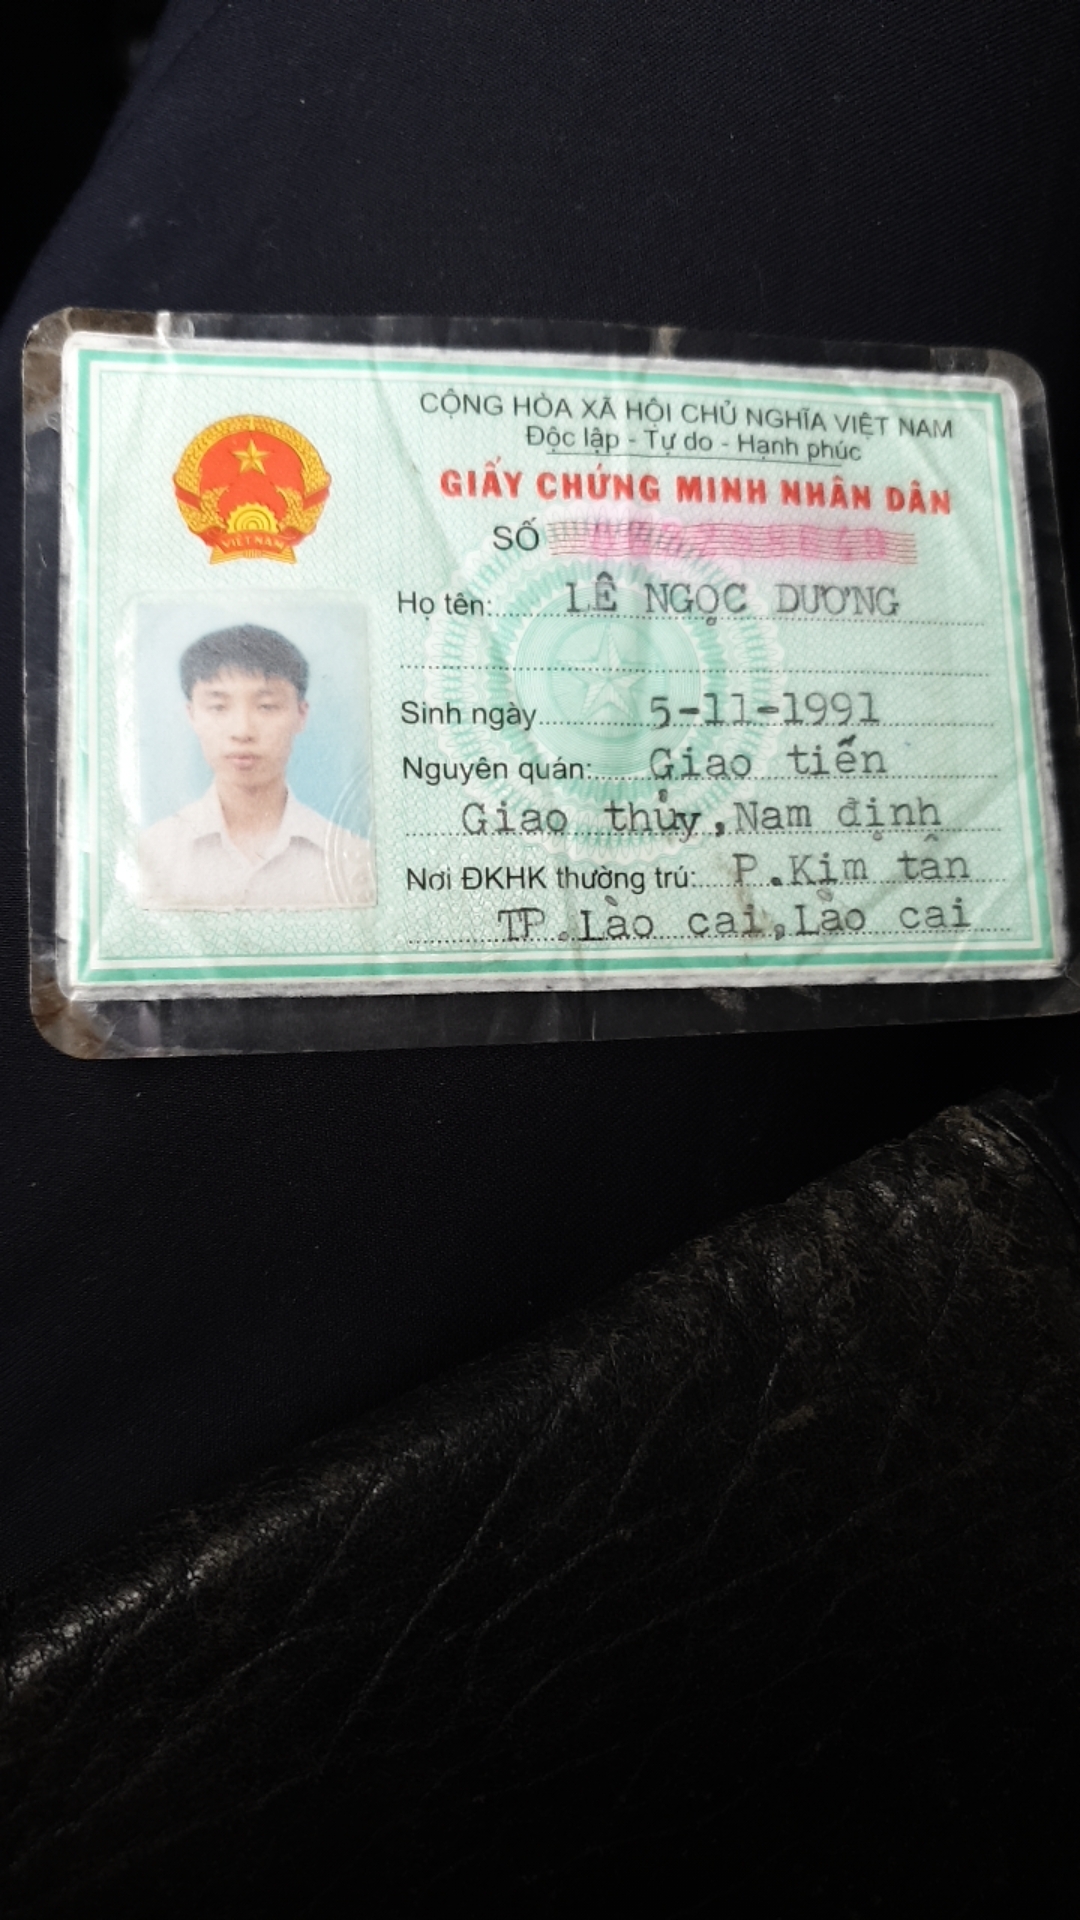 CỘNG HÒA XÃ HỘI CHỦ NGHĨA VIỆT NAM
Độc lập - Tự do - Hạnh phúc
GIẤY CHỨNG MINH NHÂN DÂN
SỐ
VIỆT NAM
Họ tên: LÊ NGỌC DƯƠNG
Sinh ngày 5-11-1991
Nguyên quán: Giao tiến
Giao thủy, Nam định
Nơi ĐKHK thường trú: P.Kim tân
TP.Lào cai, Lào cai